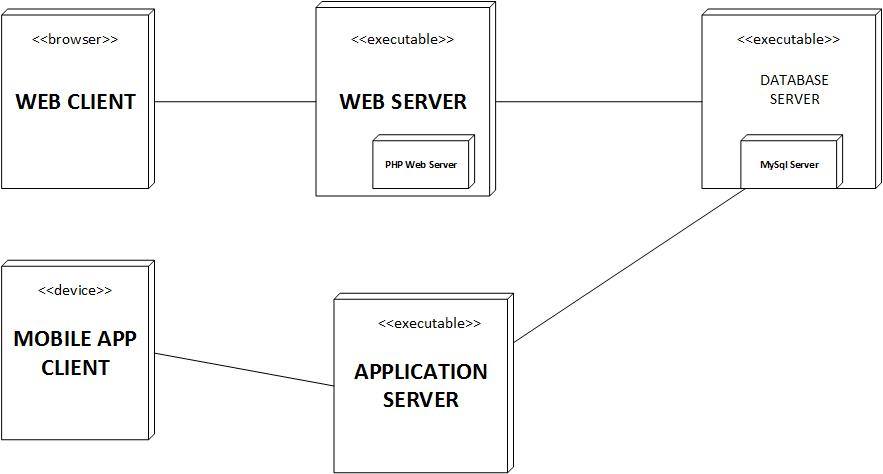 <<browser>>
WEB CLIENT
<<executable>>
WEB SERVER
PHP Web Server
<<executable>>
DATABASE
SERVER
MySql Server
<<device>>
MOBILE APP
CLIENT
<<executable>>
APPLICATION
SERVER